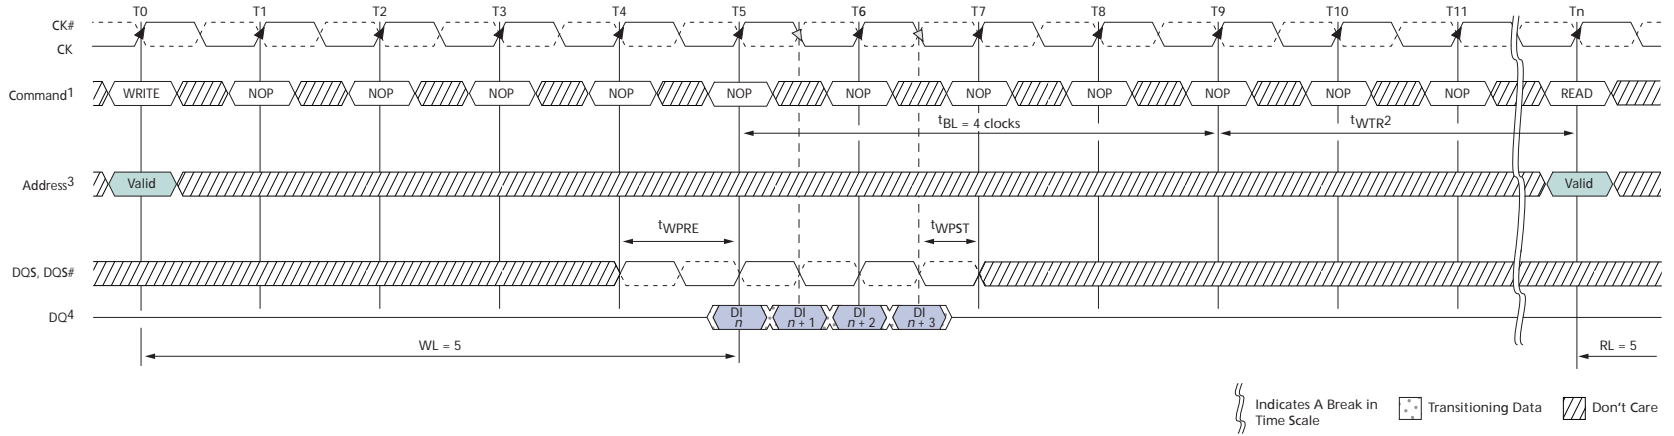 T0 T1 T2 T3 T4 T5 T6 T7 T8 T9 T10 T11 Tn
CK#
CK
Command1 WRITE NOP NOP NOP NOP NOP NOP NOP NOP NOP NOP NOP READ
tBL = 4 clocks tWTR2
Address3 Valid Valid
tWPRE tWPST
DQS, DQS#
DQ4 DI n DI n + 1 DI n + 2 DI n + 3
WL = 5 RL = 5
Indicates A Break in Time Scale Transitioning Data Don't Care